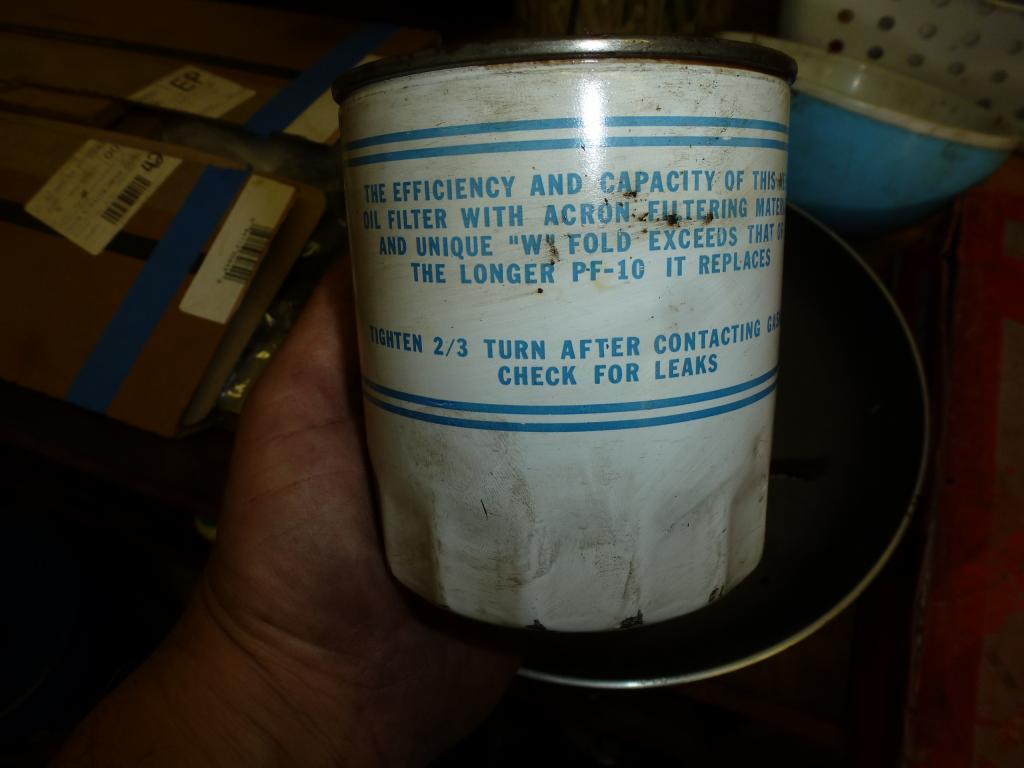 EP
42
THE EFFICIENCY AND CAPACITY OF THIS
OIL FILTER WITH ACRON FILTERING
AND UNIQUE "W" FOLD EXCEEDS THAT
THE LONGER PF-10 IT REPLACES
TIGHTEN 2/3 TURN AFTER CONTACTING
CHECK FOR LEAKS